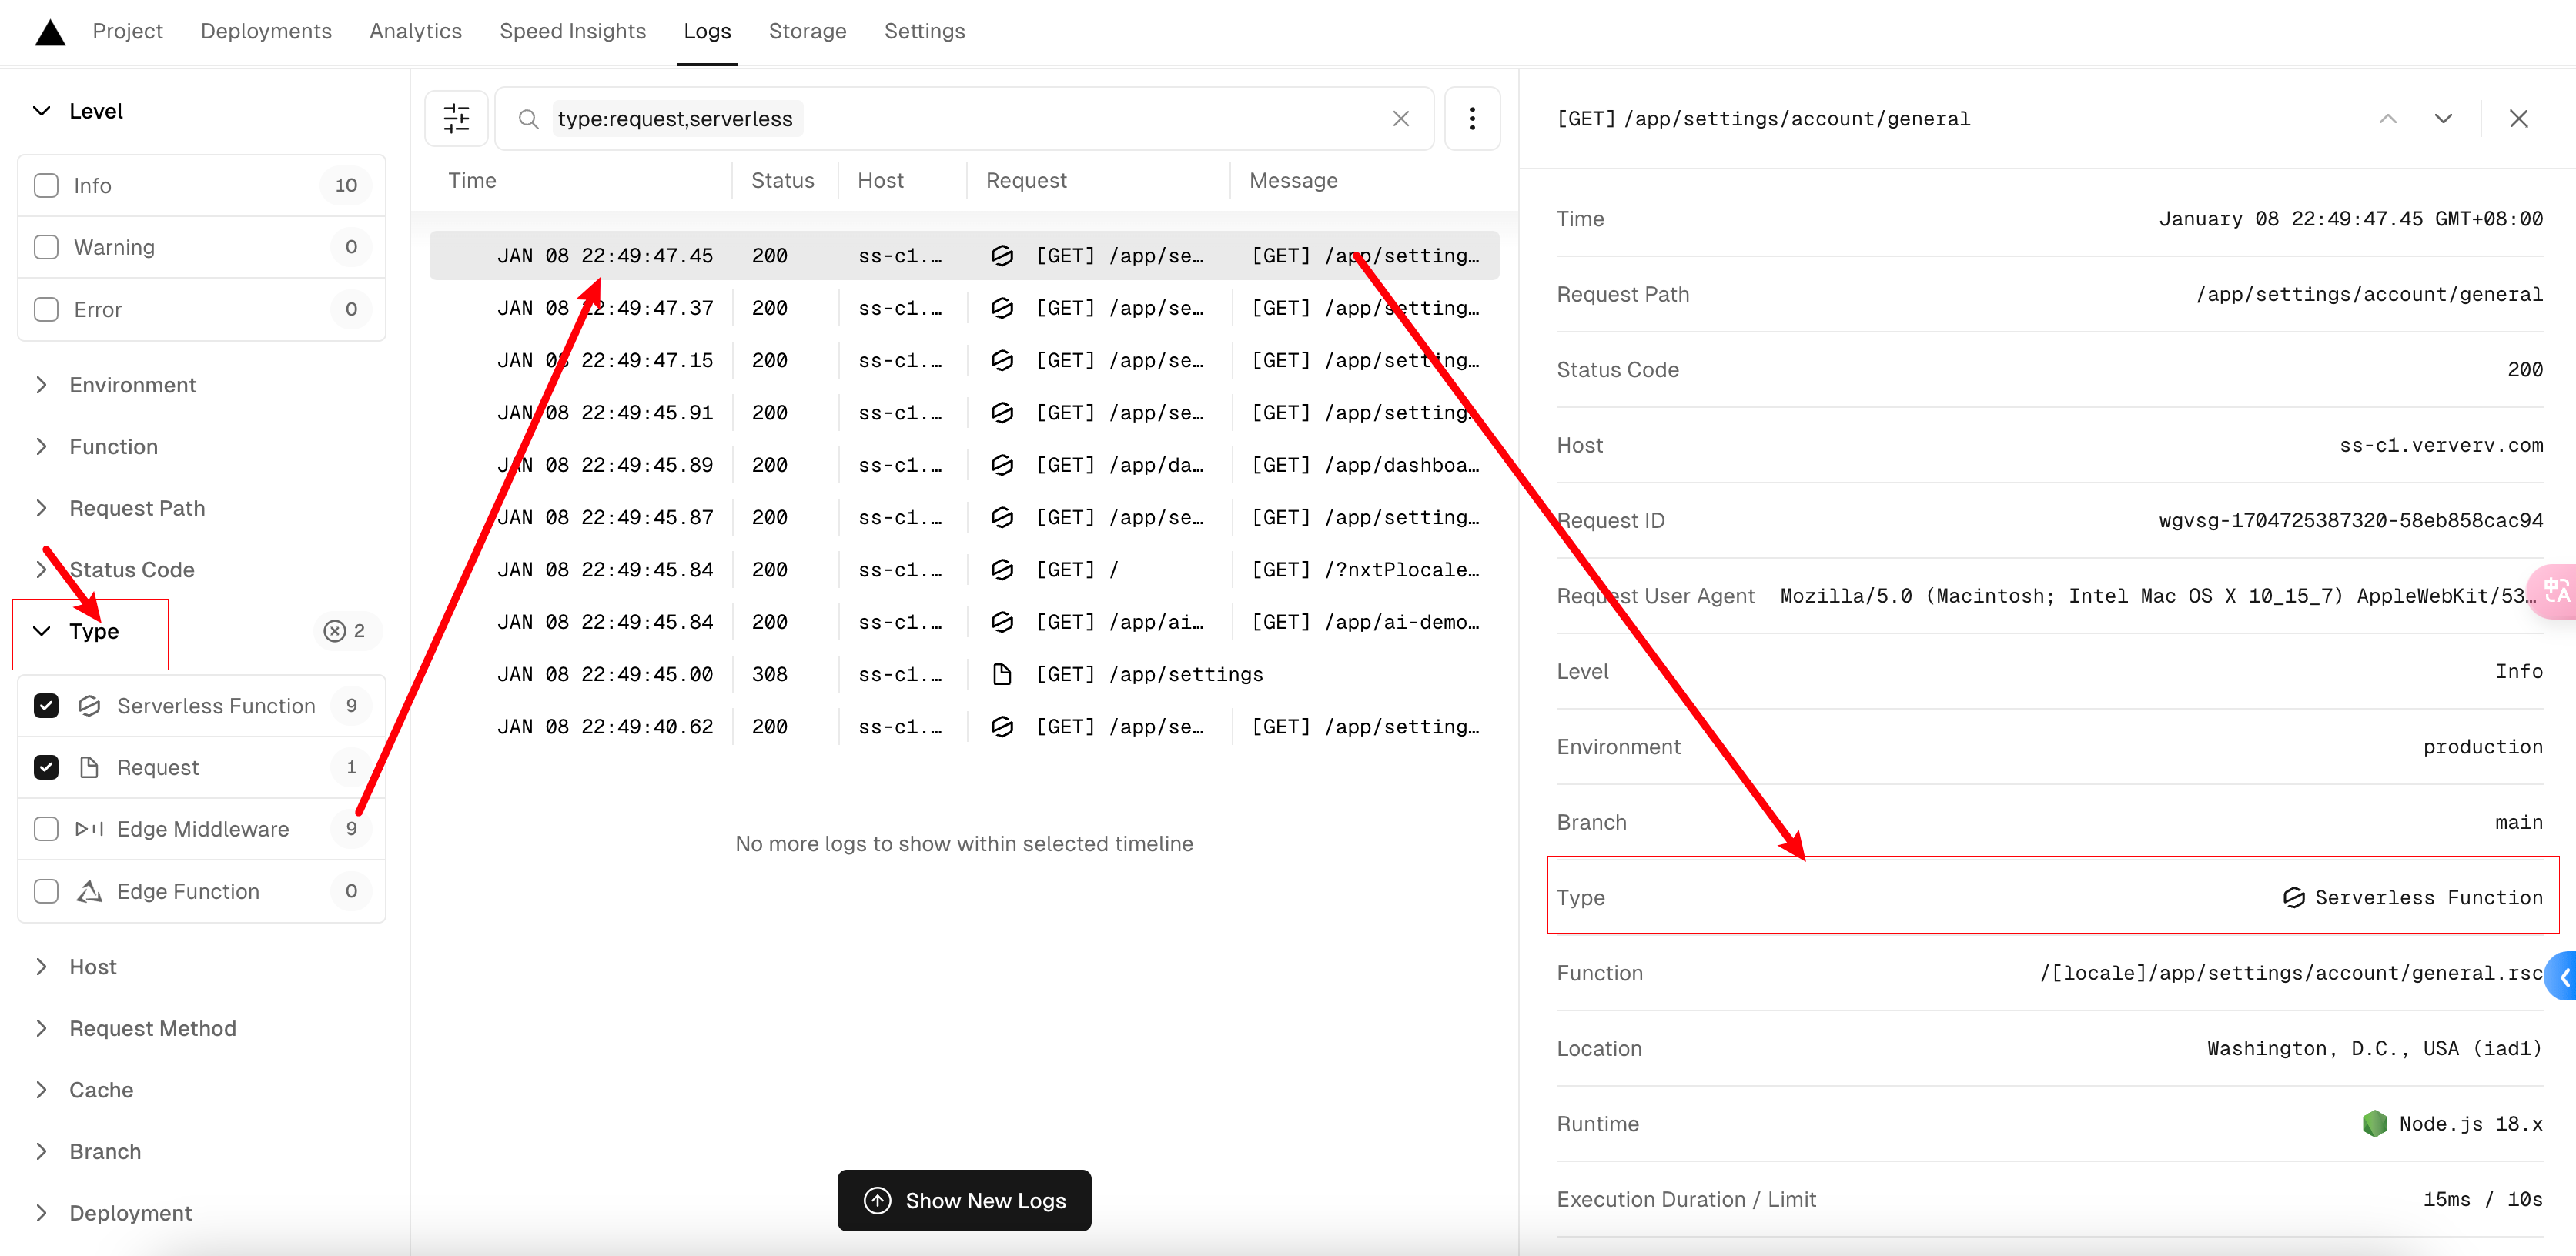 Project Deployments Analytics Speed Insights Logs Storage Settings
Level
Info 10
Warning 0
Error 0
Environment
Function
Request Path
Status Code
Type 2
Serverless Function 9
Request 1
Edge Middleware 9
Edge Function 0
Host
Request Method
Cache
Branch
Deployment
type:request,serverless
Time Status Host Request Message
JAN 08 22:49:47.45 200 ss-c1.… [GET] /app/se… [GET] /app/setting…
JAN 08 22:49:47.37 200 ss-c1.… [GET] /app/se… [GET] /app/setting…
JAN 08 22:49:47.15 200 ss-c1.… [GET] /app/se… [GET] /app/setting…
JAN 08 22:49:45.91 200 ss-c1.… [GET] /app/se… [GET] /app/setting…
JAN 08 22:49:45.89 200 ss-c1.… [GET] /app/da… [GET] /app/dashboa…
JAN 08 22:49:45.87 200 ss-c1.… [GET] /app/se… [GET] /app/setting…
JAN 08 22:49:45.84 200 ss-c1.… [GET] / [GET] /?nxtPlocale…
JAN 08 22:49:45.84 200 ss-c1.… [GET] /app/ai… [GET] /app/ai-demo…
JAN 08 22:49:45.00 308 ss-c1.… [GET] /app/settings
JAN 08 22:49:40.62 200 ss-c1.… [GET] /app/se… [GET] /app/setting…
No more logs to show within selected timeline
Show New Logs
[GET] /app/settings/account/general
Time January 08 22:49:47.45 GMT+08:00
Request Path /app/settings/account/general
Status Code 200
Host ss-c1.ververv.com
Request ID wgvsg-1704725387320-58eb858cac94
Request User Agent Mozilla/5.0 (Macintosh; Intel Mac OS X 10_15_7) AppleWebKit/53…
Level Info
Environment production
Branch main
Type Serverless Function
Function /[locale]/app/settings/account/general.rsc
Location Washington, D.C., USA (iad1)
Runtime Node.js 18.x
Execution Duration / Limit 15ms / 10s
中
A